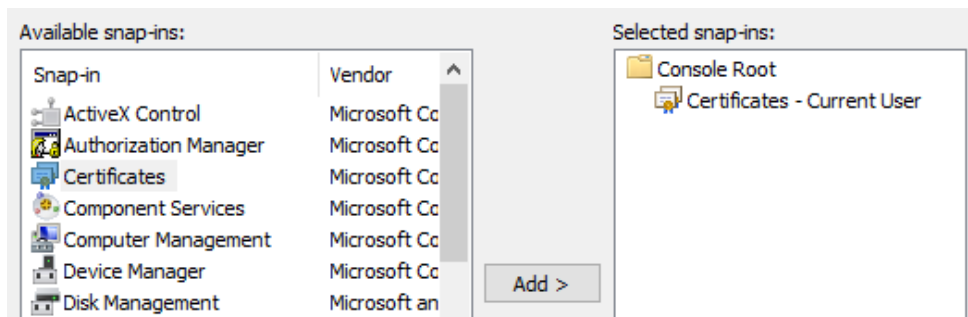 Available snap-ins:
Selected snap-ins:
Snap-in Vendor
Console Root
Certificates - Current User
ActiveX Control Microsoft Co
Authorization Manager Microsoft Co
Certificates Microsoft Co
Component Services Microsoft Co
Computer Management Microsoft Co
Device Manager Microsoft Co
Disk Management Microsoft an
Add >